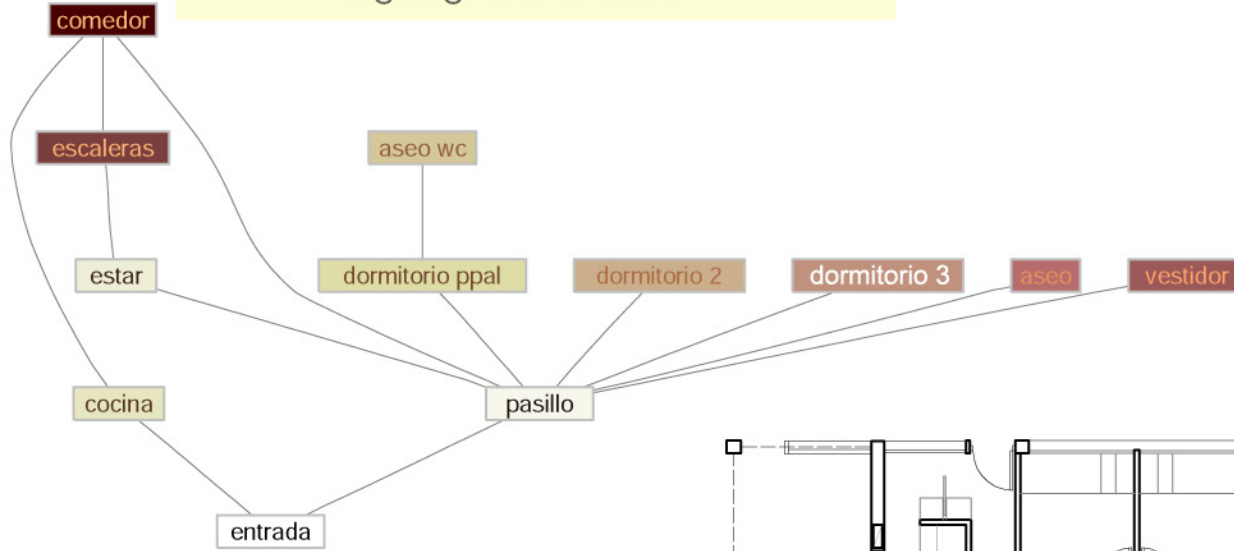 comedor
escaleras
aseo wc
estar
dormitorio ppal
dormitorio 2
dormitorio 3
aseo
vestidor
cocina
pasillo
entrada